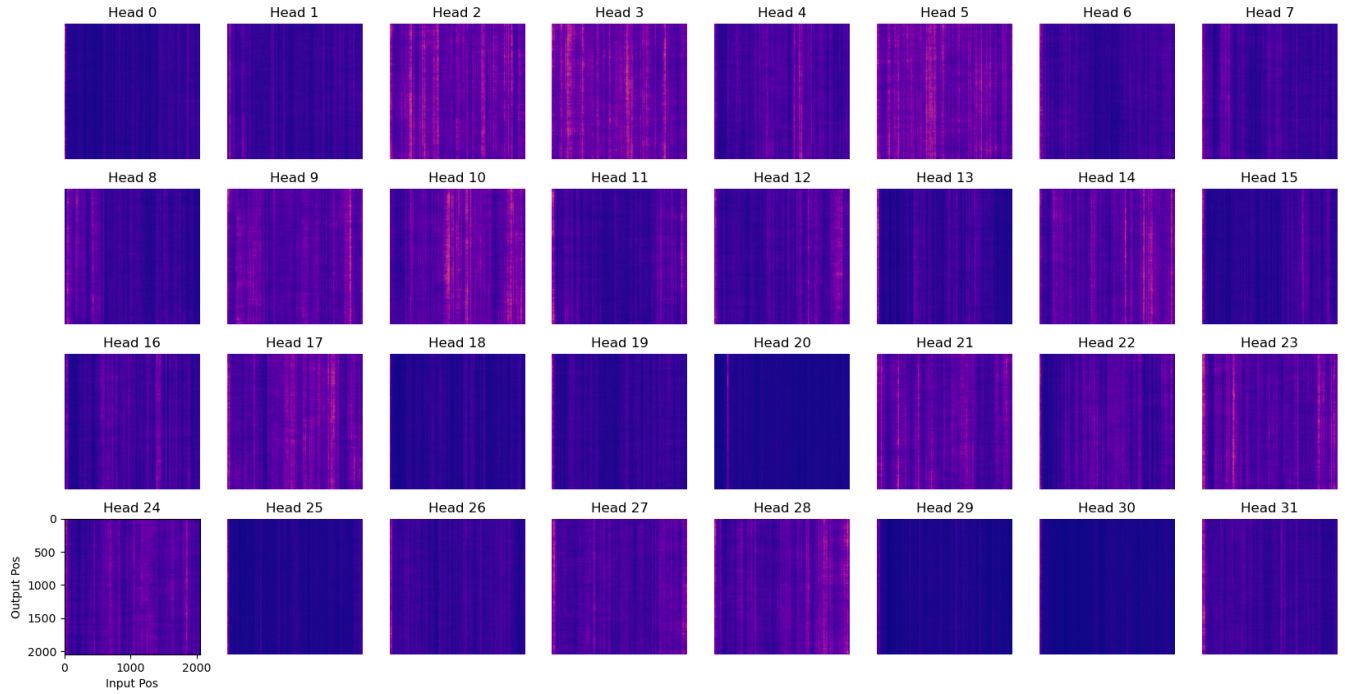 Head 0 Head 1 Head 2 Head 3 Head 4 Head 5 Head 6 Head 7
Head 8 Head 9 Head 10 Head 11 Head 12 Head 13 Head 14 Head 15
Head 16 Head 17 Head 18 Head 19 Head 20 Head 21 Head 22 Head 23
Head 24 Head 25 Head 26 Head 27 Head 28 Head 29 Head 30 Head 31
0
500
1000
1500
2000
Output Pos
0 1000 2000
Input Pos